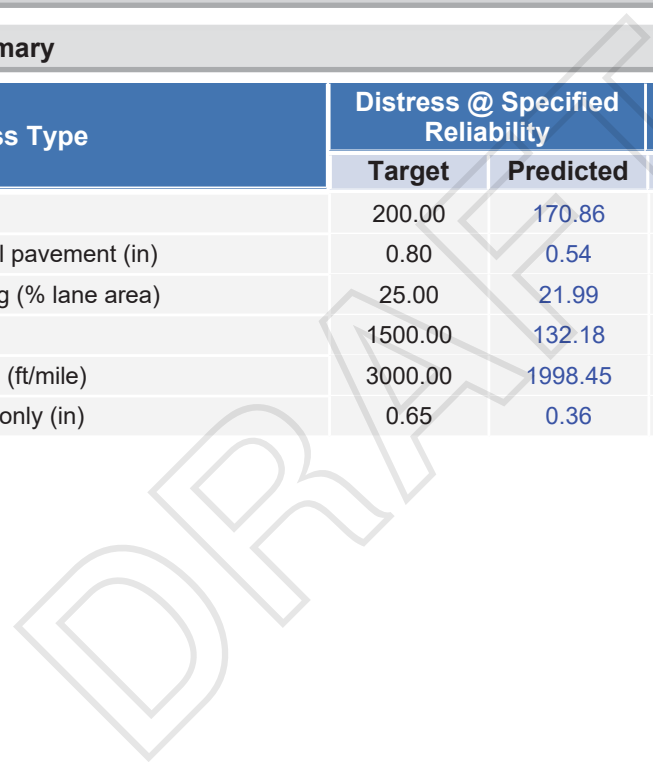 mary
ss Type
Distress @ Specified
Reliability
Target Predicted
200.00 170.86
l pavement (in) 0.80 0.54
g (% lane area) 25.00 21.99
1500.00 132.18
(ft/mile) 3000.00 1998.45
only (in) 0.65 0.36
DRAFT